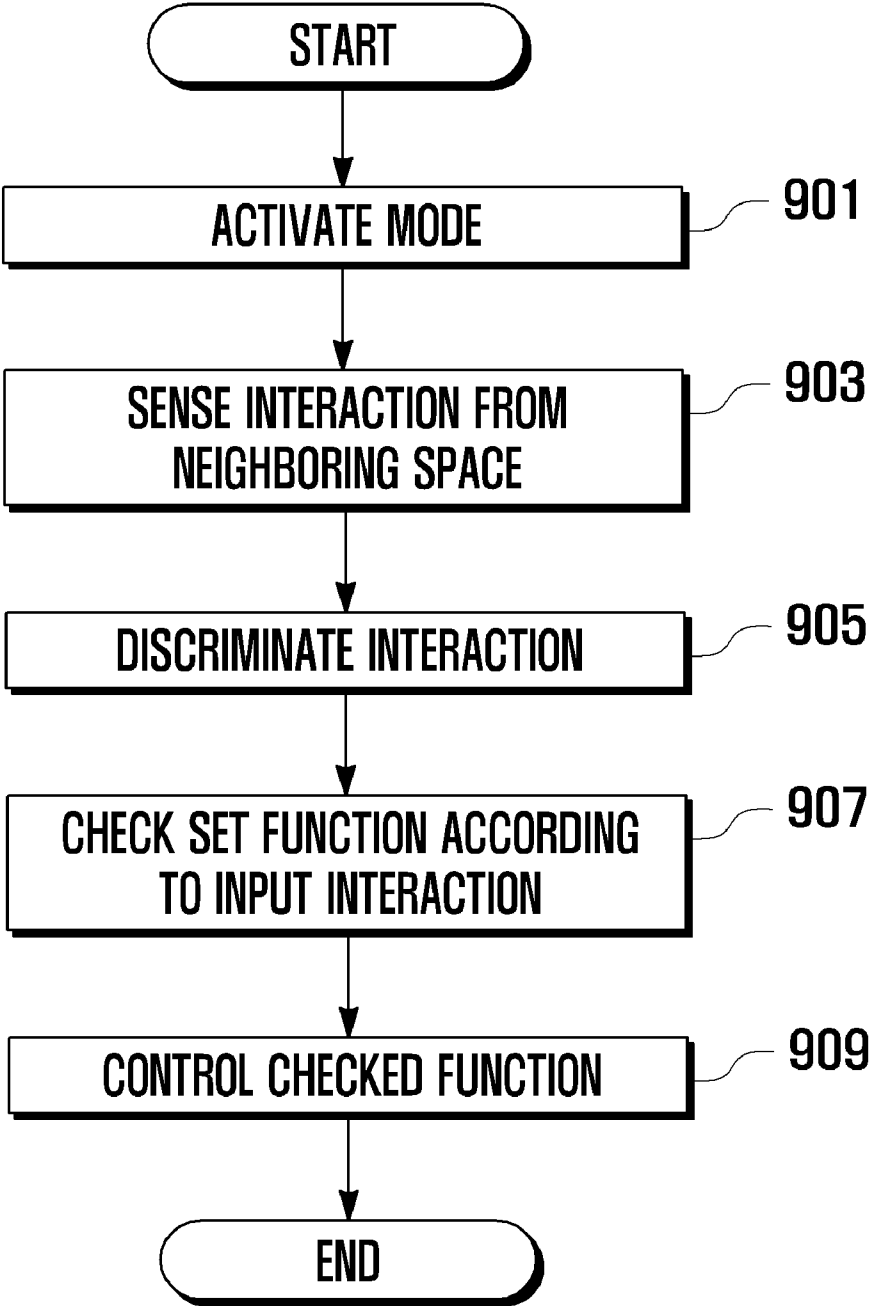 START
ACTIVATE MODE
901
SENSE INTERACTION FROM
NEIGHBORING SPACE
903
DISCRIMINATE INTERACTION
905
CHECK SET FUNCTION ACCORDING
TO INPUT INTERACTION
907
CONTROL CHECKED FUNCTION
909
END